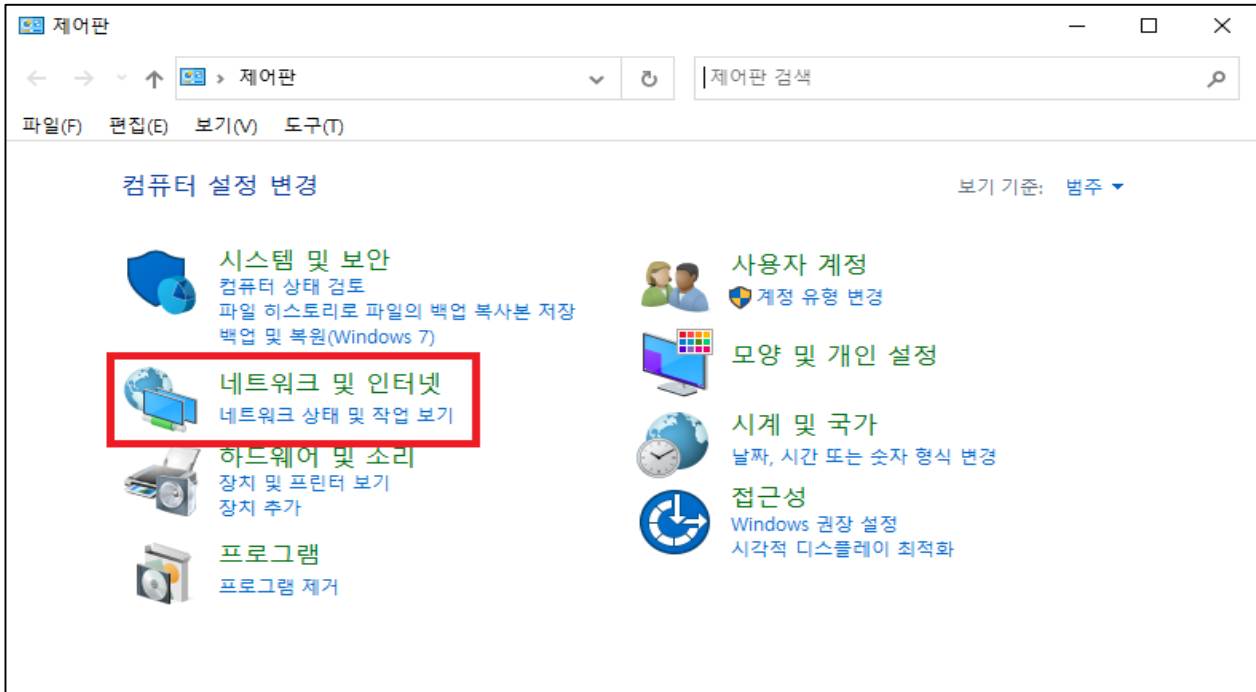 제어판
제어판
제어판 검색
파일(F) 편집(E) 보기(V) 도구(T)
컴퓨터 설정 변경
보기 기준: 범주
시스템 및 보안
컴퓨터 상태 검토
파일 히스토리로 파일의 백업 복사본 저장
백업 및 복원(Windows 7)
네트워크 및 인터넷
네트워크 상태 및 작업 보기
하드웨어 및 소리
장치 및 프린터 보기
장치 추가
프로그램
프로그램 제거
사용자 계정
계정 유형 변경
모양 및 개인 설정
시계 및 국가
날짜, 시간 또는 숫자 형식 변경
접근성
Windows 권장 설정
시각적 디스플레이 최적화